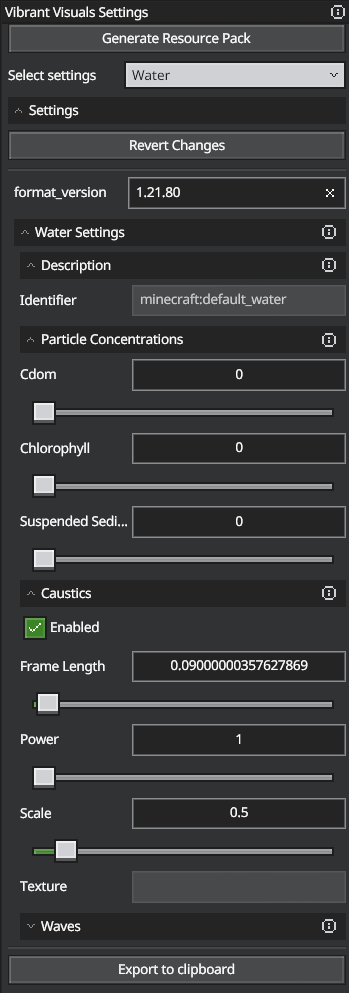 Vibrant Visuals Settings
Generate Resource Pack
Select settings Water
Settings
Revert Changes
format_version 1.21.80
Water Settings
Description
Identifier minecraft:default_water
Particle Concentrations
Cdom 0
Chlorophyll 0
Suspended Sedi... 0
Caustics
Enabled
Frame Length 0.09000000357627869
Power 1
Scale 0.5
Texture
Waves
Export to clipboard